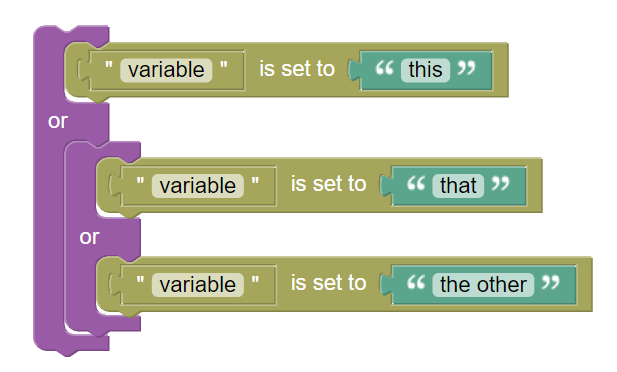 " variable " is set to “ this ”
or
" variable " is set to “ that ”
or
" variable " is set to “ the other ”